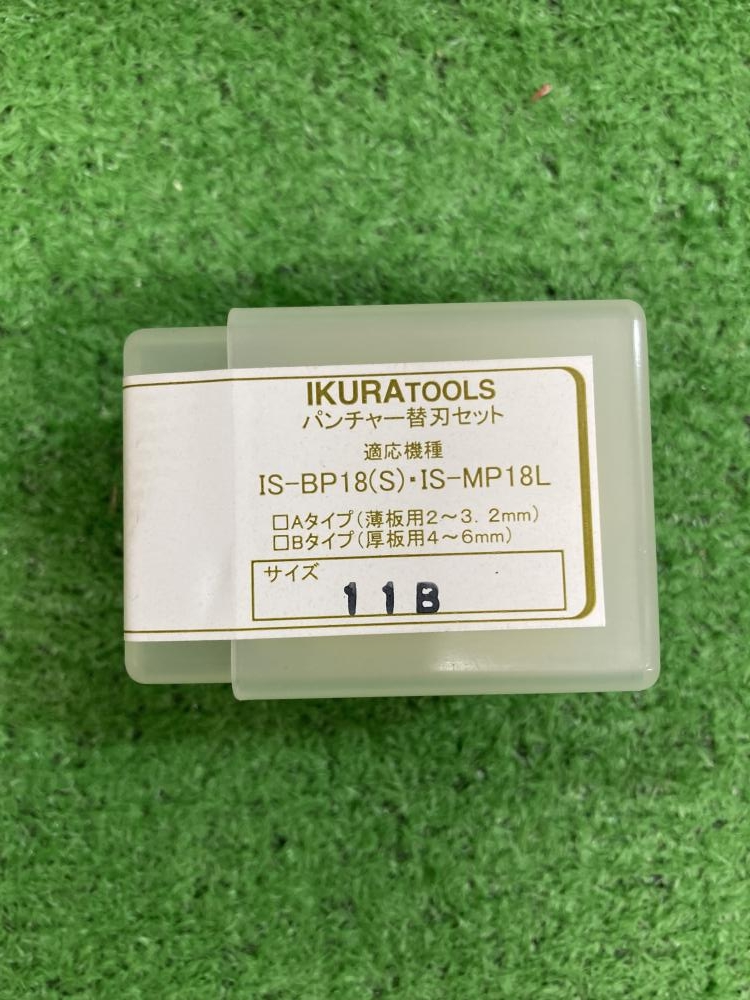 IKURATOOLS
パンチャー替刃セット
適応機種
IS-BP18(S)・IS-MP18L
□Aタイプ(薄板用2〜3.2mm)
□Bタイプ(厚板用4〜6mm)
サイズ
11B